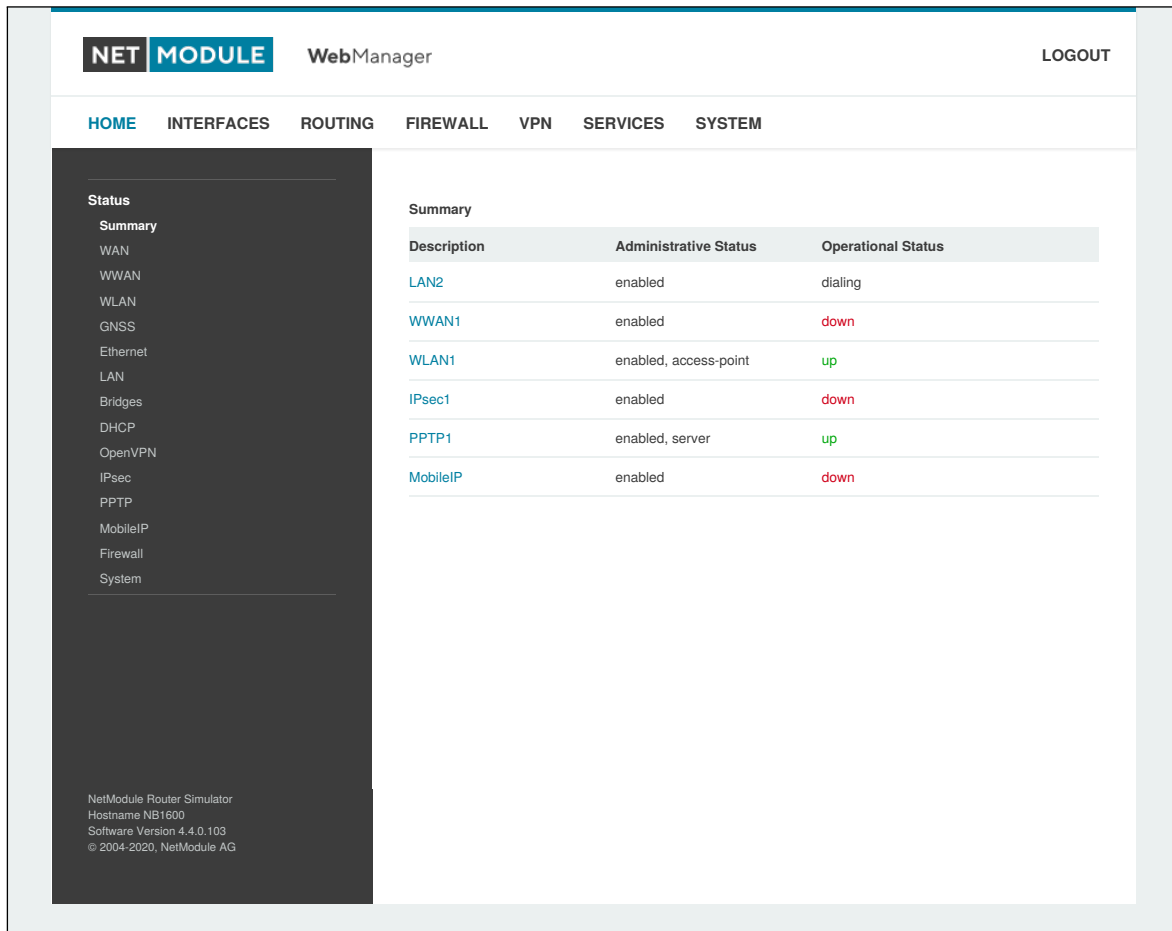 NET MODULE WebManager LOGOUT
HOME INTERFACES ROUTING FIREWALL VPN SERVICES SYSTEM
Status
Summary
WAN
WWAN
WLAN
GNSS
Ethernet
LAN
Bridges
DHCP
OpenVPN
IPsec
PPTP
MobileIP
Firewall
System
NetModule Router Simulator
Hostname NB1600
Software Version 4.4.0.103
© 2004-2020, NetModule AG
Summary
Description Administrative Status Operational Status
LAN2 enabled dialing
WWAN1 enabled down
WLAN1 enabled, access-point up
IPsec1 enabled down
PPTP1 enabled, server up
MobileIP enabled down